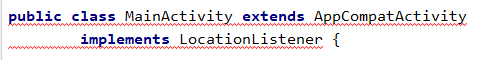 public class MainActivity extends AppCompatActivity
implements LocationListener {